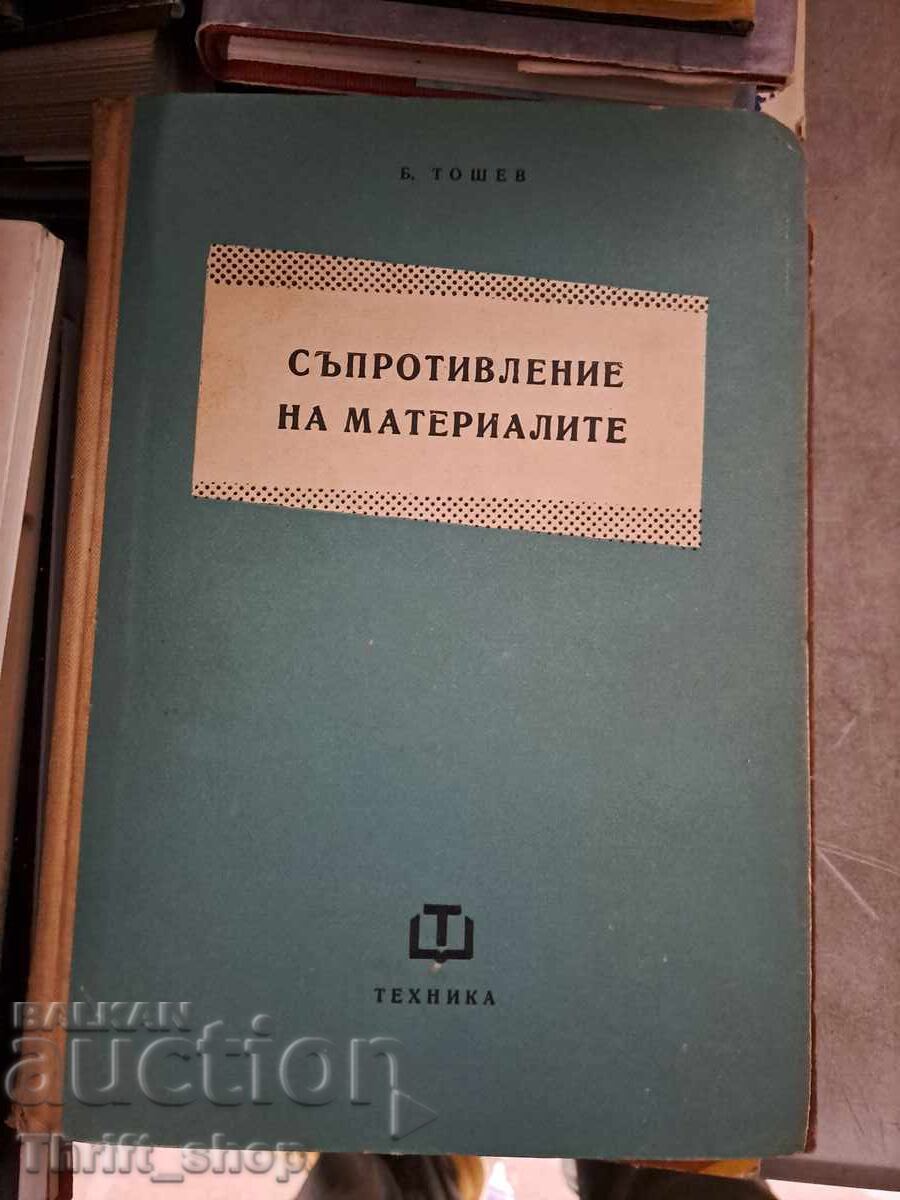 Б. ТОШЕВ
СЪПРОТИВЛЕНИЕ
НА МАТЕРИАЛИТЕ
Т
ТЕХНИКА
BALKAN
auction
Thrift_shop